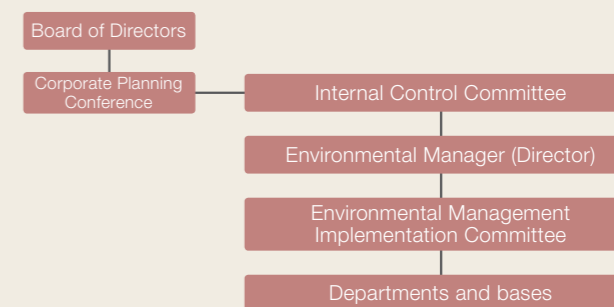 Board of Directors
Corporate Planning
Conference
Internal Control Committee
Environmental Manager (Director)
Environmental Management
Implementation Committee
Departments and bases